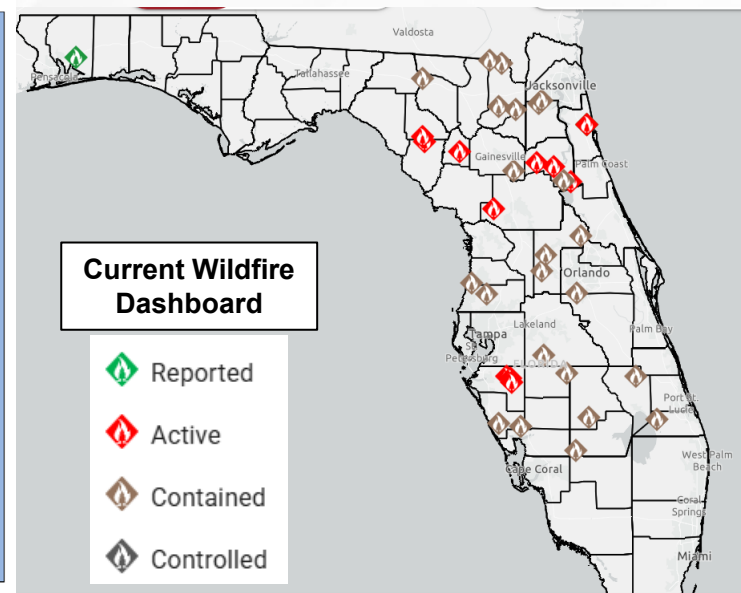 Valdosta
Pensacola
Tallahassee
Jacksonville
Gainesville
Palm Coast
Current Wildfire
Dashboard
Orlando
Lakeland
Tampa
St.
Petersburg
FLORIDA
Palm Bay
Port St.
Lucie
Cape Coral
West Palm
Beach
Coral
Springs
Miami
Reported
Active
Contained
Controlled